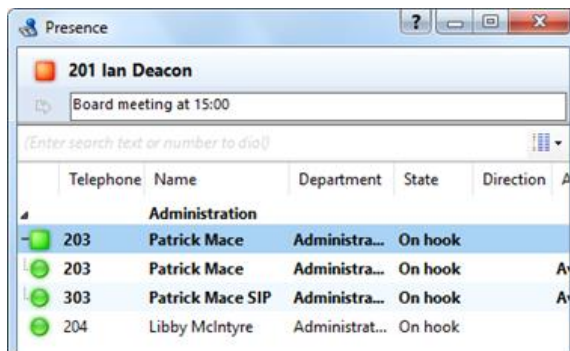 Presence
?
201 Ian Deacon
Board meeting at 15:00
(Enter search text or number to dial)
Telephone Name Department State Direction A
Administration
203 Patrick Mace Administra... On hook
203 Patrick Mace Administra... On hook Av
303 Patrick Mace SIP Administra... On hook Av
204 Libby McIntyre Administrat... On hook